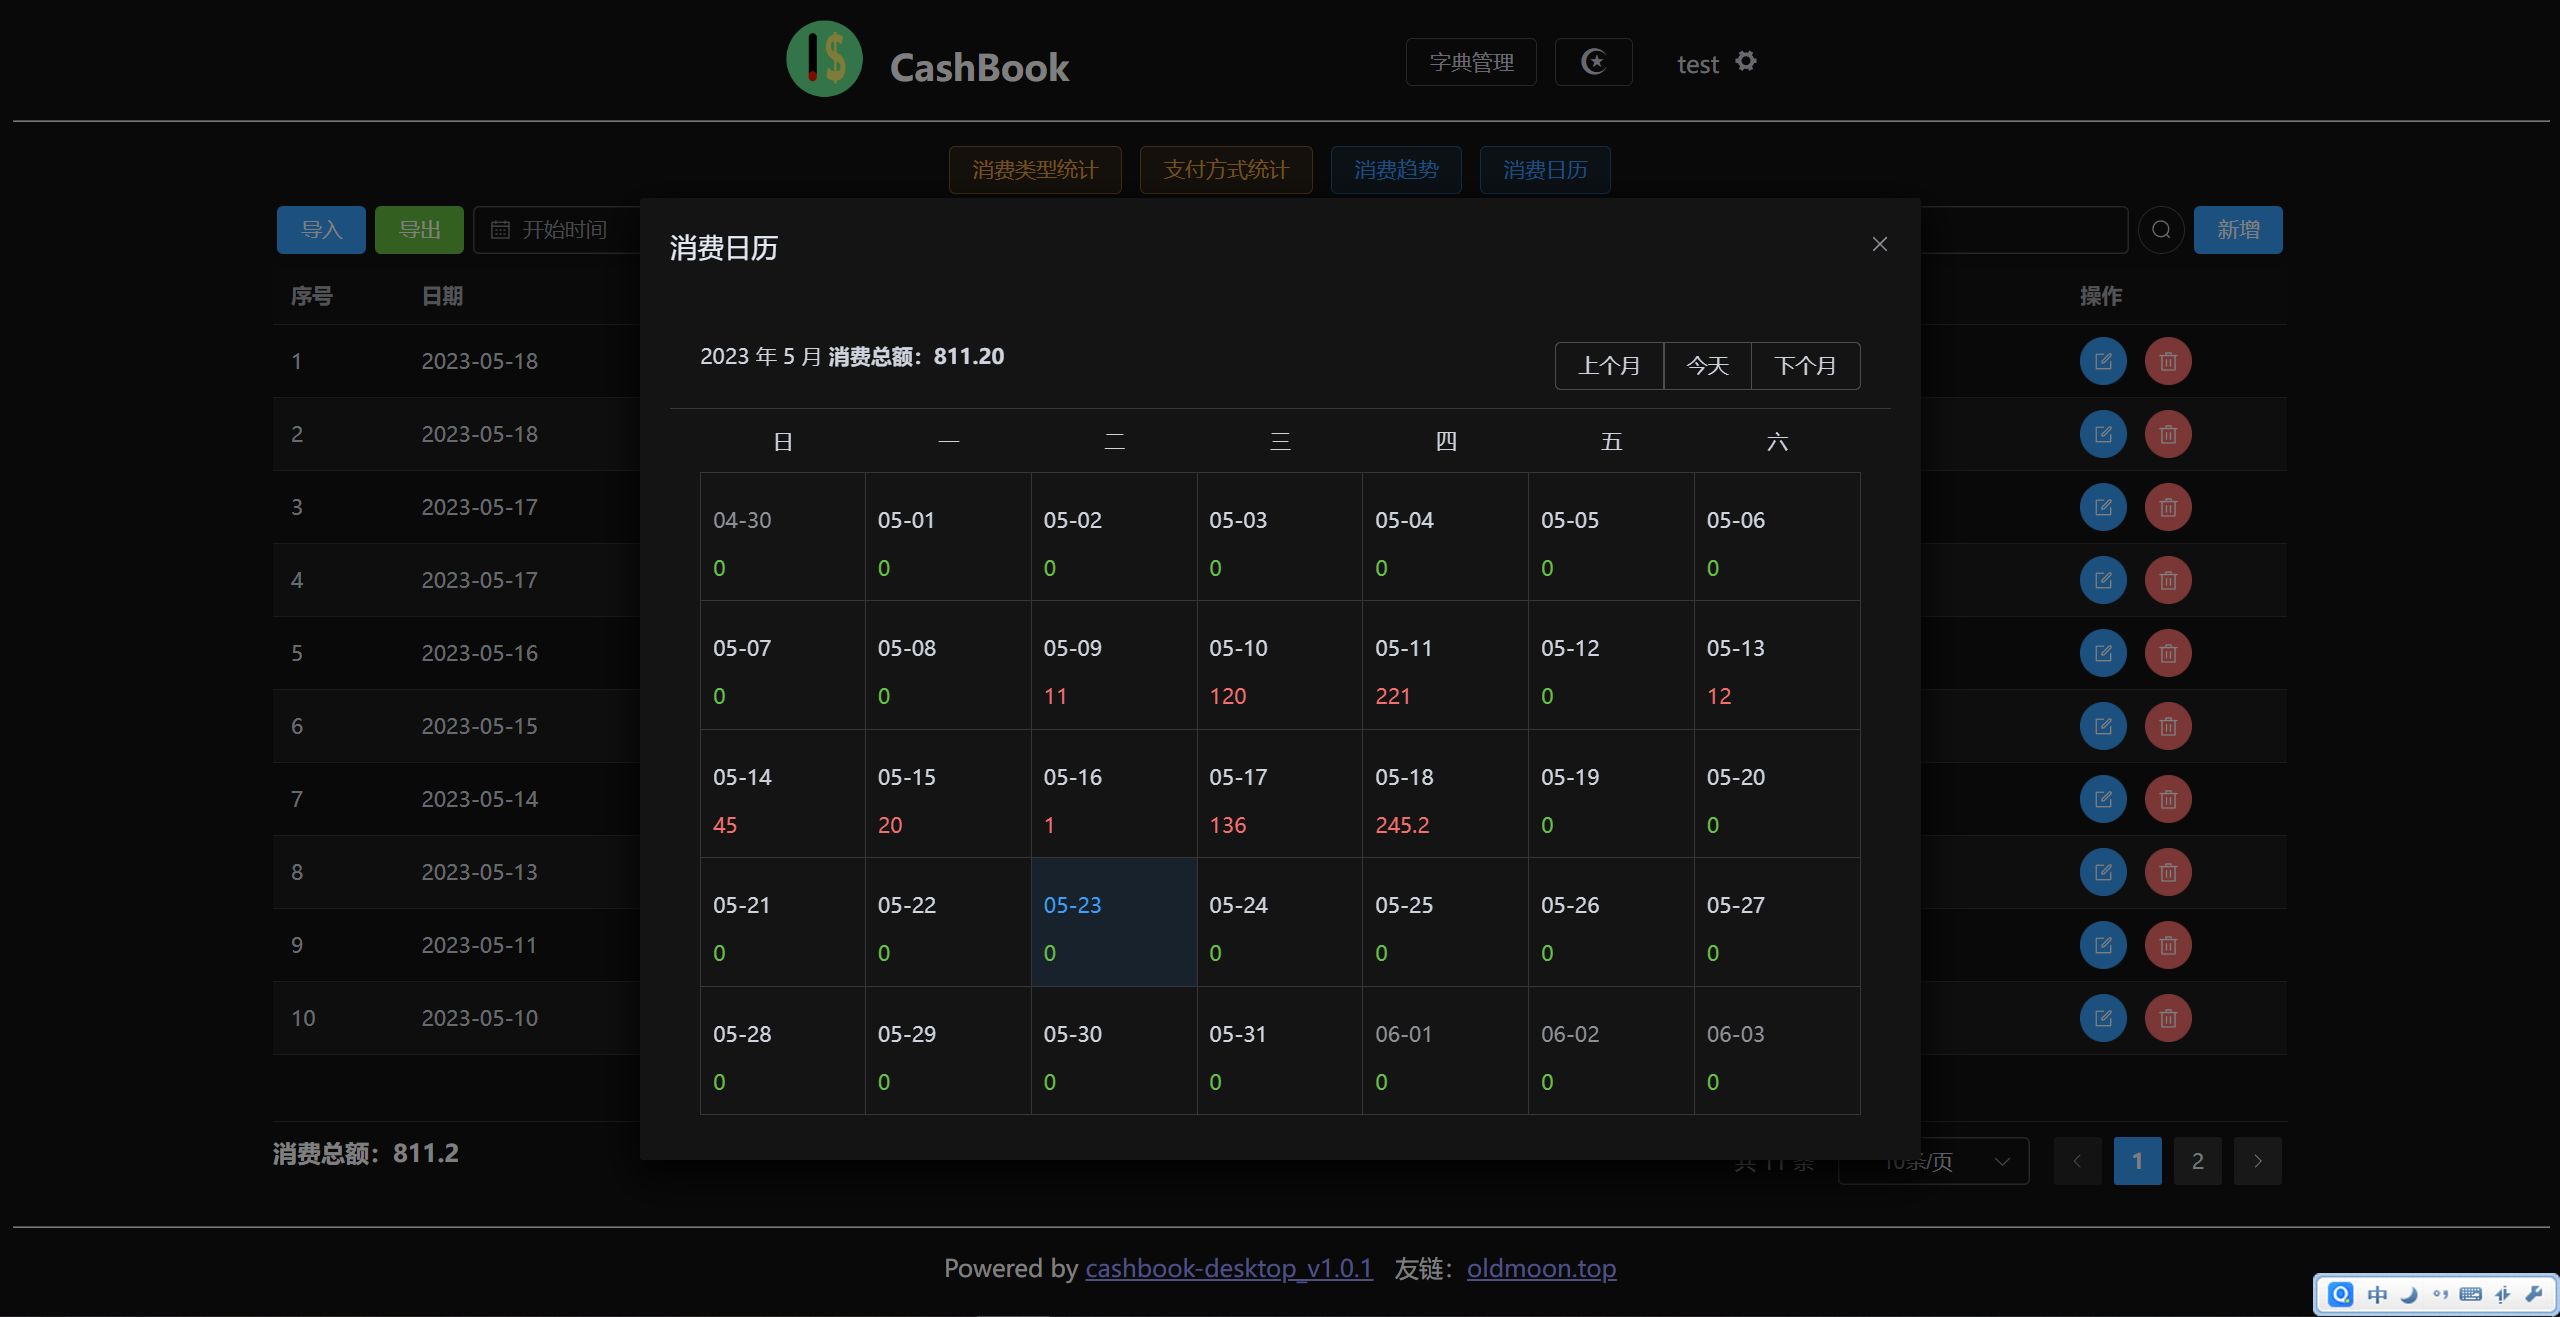 CashBook
字典管理
test
消费类型统计 支付方式统计 消费趋势 消费日历
导入 导出 开始时间 新增
序号 日期 操作
1 2023-05-18
2 2023-05-18
3 2023-05-17
4 2023-05-17
5 2023-05-16
6 2023-05-15
7 2023-05-14
8 2023-05-13
9 2023-05-11
10 2023-05-10
消费日历
2023 年 5 月 消费总额：811.20
上个月 今天 下个月
日 一 二 三 四 五 六
04-30 05-01 05-02 05-03 05-04 05-05 05-06
0 0 0 0 0 0 0
05-07 05-08 05-09 05-10 05-11 05-12 05-13
0 0 11 120 221 0 12
05-14 05-15 05-16 05-17 05-18 05-19 05-20
45 20 1 136 245.2 0 0
05-21 05-22 05-23 05-24 05-25 05-26 05-27
0 0 0 0 0 0 0
05-28 05-29 05-30 05-31 06-01 06-02 06-03
0 0 0 0 0 0 0
消费总额：811.2
共 11 条 10条/页 1 2
Powered by cashbook-desktop_v1.0.1 友链：oldmoon.top
中